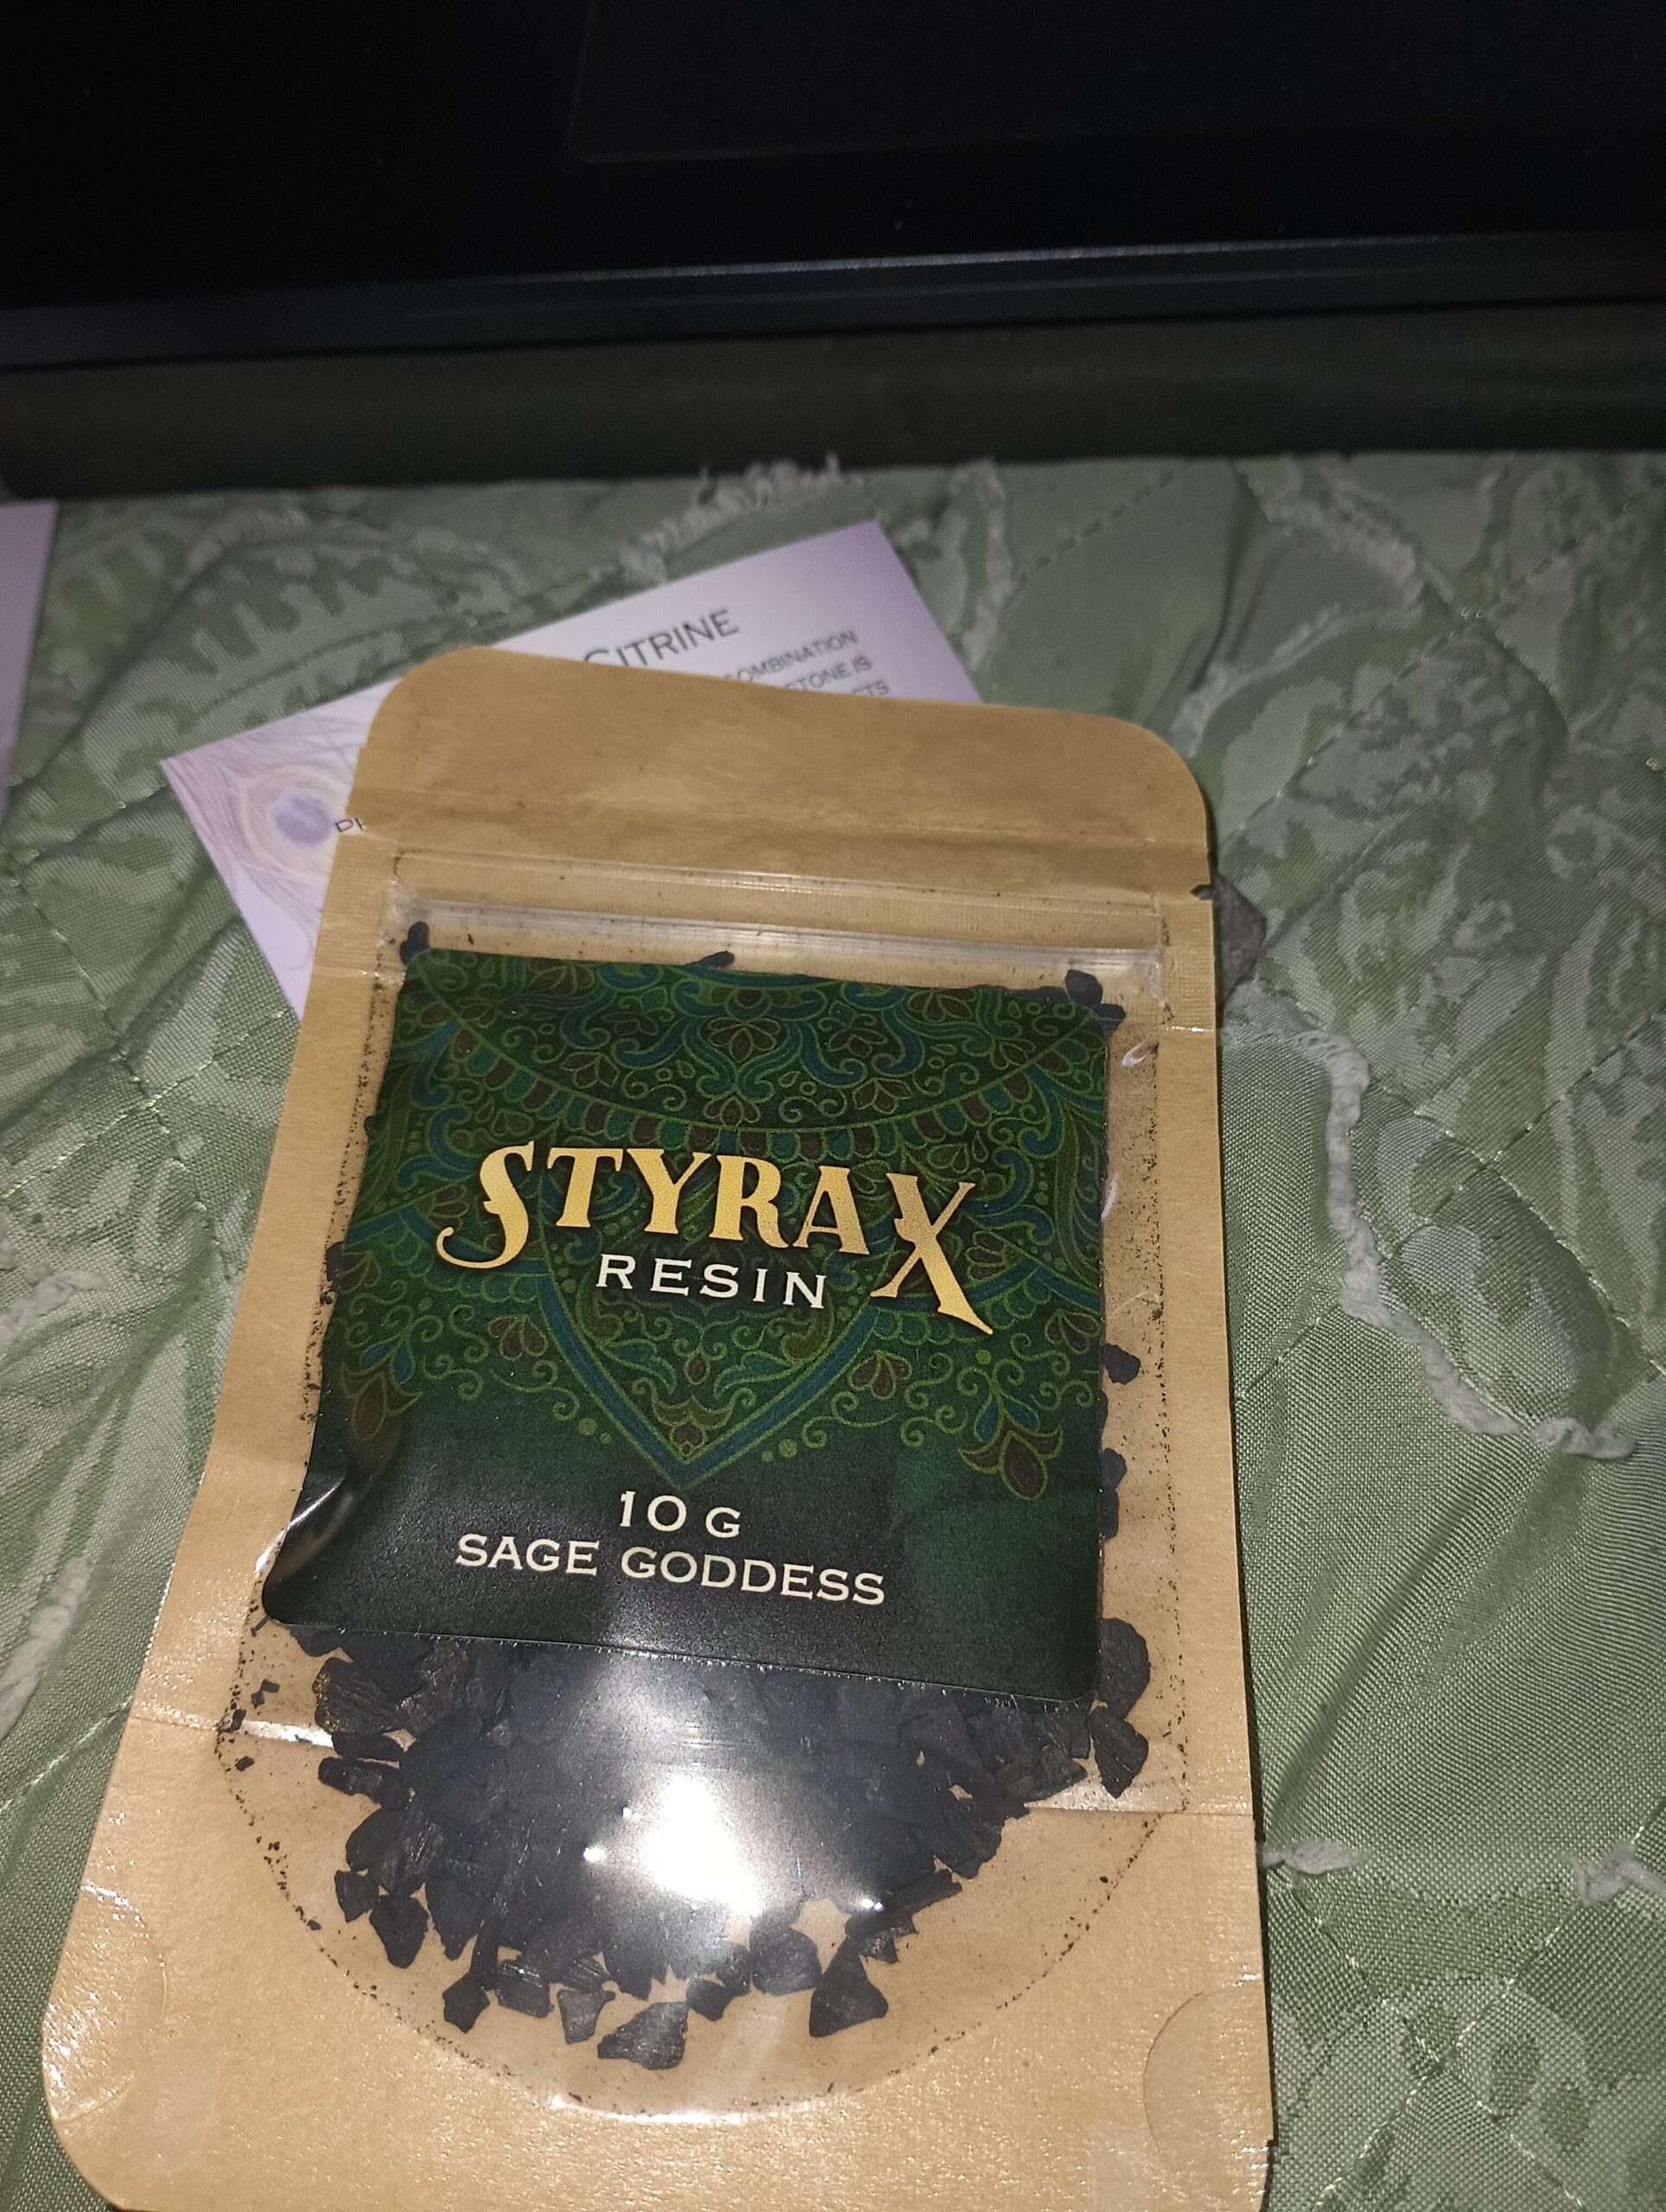 CITRINE
COMBINATION
STONE IS
STYRAX
RESIN
10 G
SAGE GODDESS